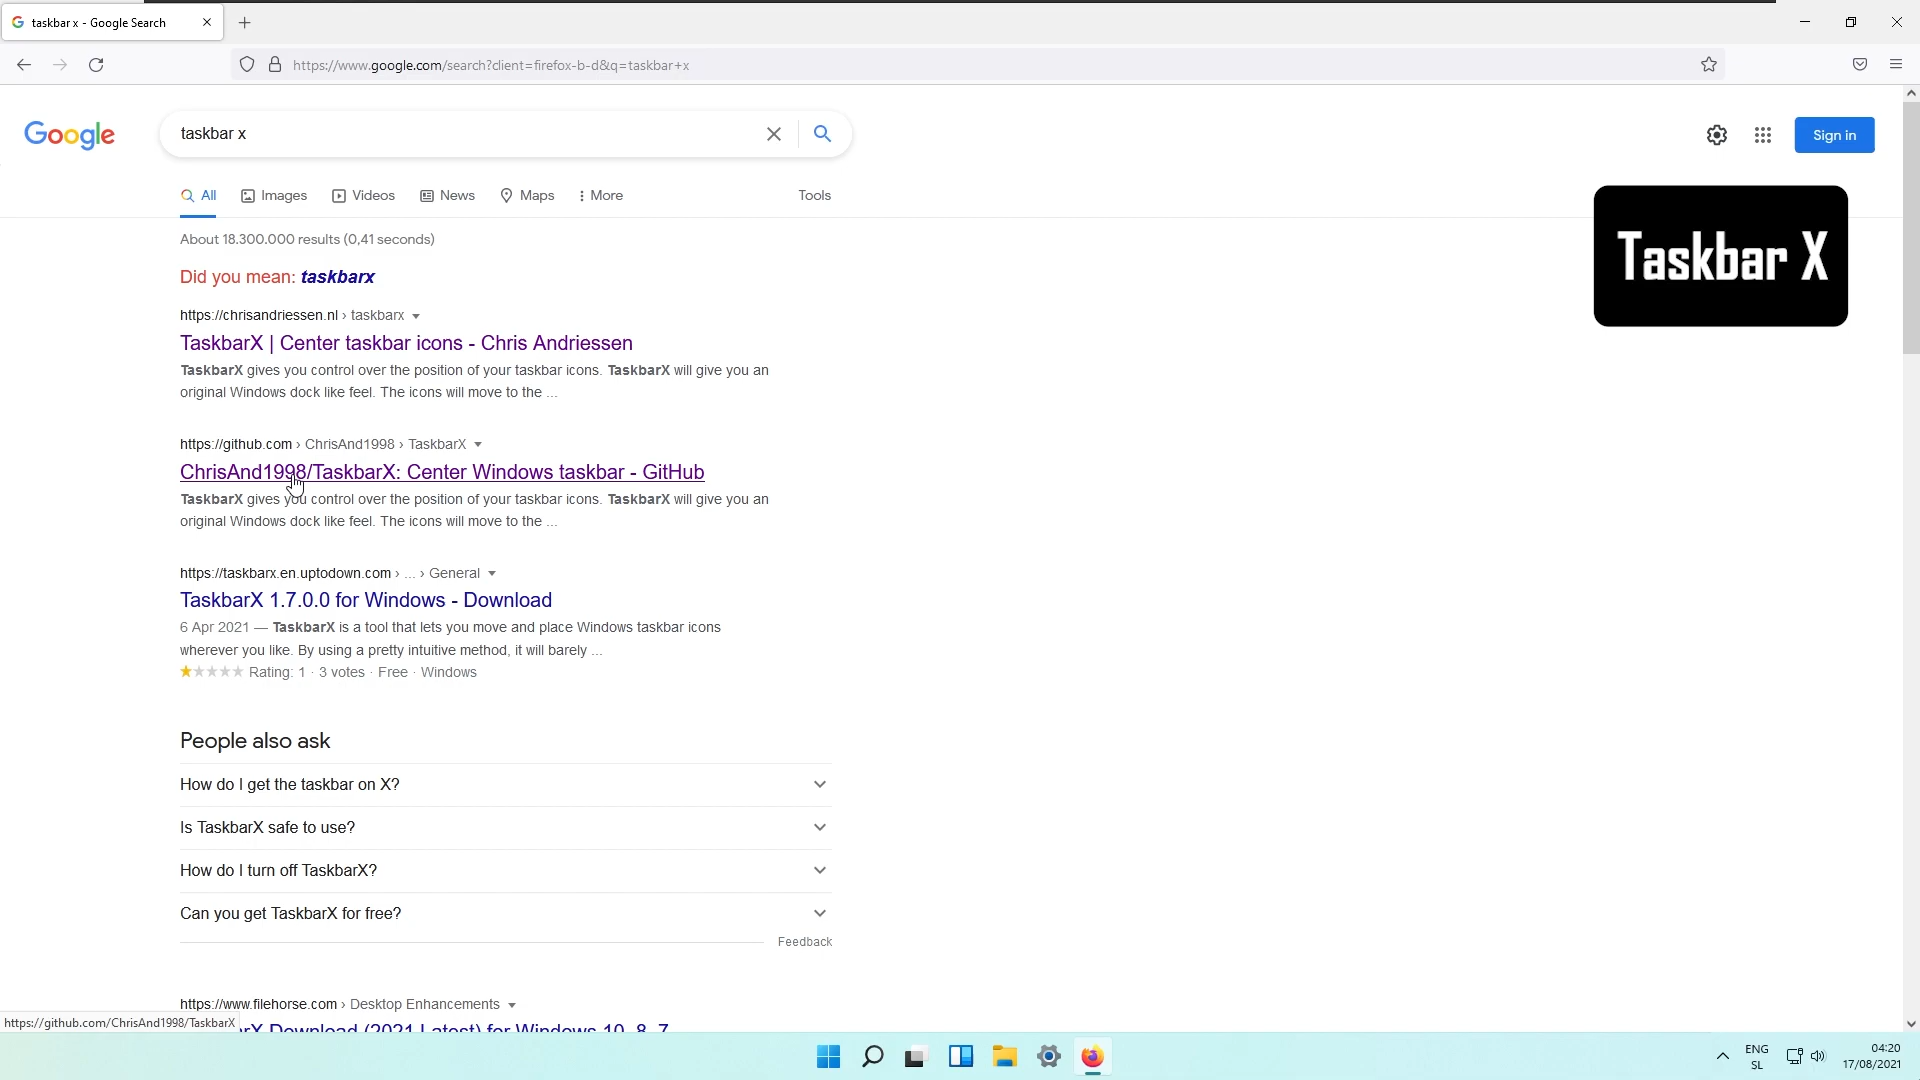 taskbar x - Google Search
https://www.google.com/search?client=firefox-b-d&q=taskbar+x
Google
taskbar x
Sign in
All Images Videos News Maps More Tools
About 18.300.000 results (0,41 seconds)
Taskbar X
Did you mean: taskbarx
https://chrisandriessen.nl › taskbarx
TaskbarX | Center taskbar icons - Chris Andriessen
TaskbarX gives you control over the position of your taskbar icons. TaskbarX will give you an
original Windows dock like feel. The icons will move to the ...
https://github.com › ChrisAnd1998 › TaskbarX
ChrisAnd1998/TaskbarX: Center Windows taskbar - GitHub
TaskbarX gives you control over the position of your taskbar icons. TaskbarX will give you an
original Windows dock like feel. The icons will move to the ...
https://taskbarx.en.uptodown.com › ... › General
TaskbarX 1.7.0.0 for Windows - Download
6 Apr 2021 — TaskbarX is a tool that lets you move and place Windows taskbar icons
wherever you like. By using a pretty intuitive method, it will barely ...
Rating: 1 · 3 votes · Free · Windows
People also ask
How do I get the taskbar on X?
Is TaskbarX safe to use?
How do I turn off TaskbarX?
Can you get TaskbarX for free?
Feedback
https://www.filehorse.com › Desktop Enhancements
https://github.com/ChrisAnd1998/TaskbarX
rX Download (2021 Latest) for Windows 10, 8, 7
ENG
SL
04:20
17/08/2021